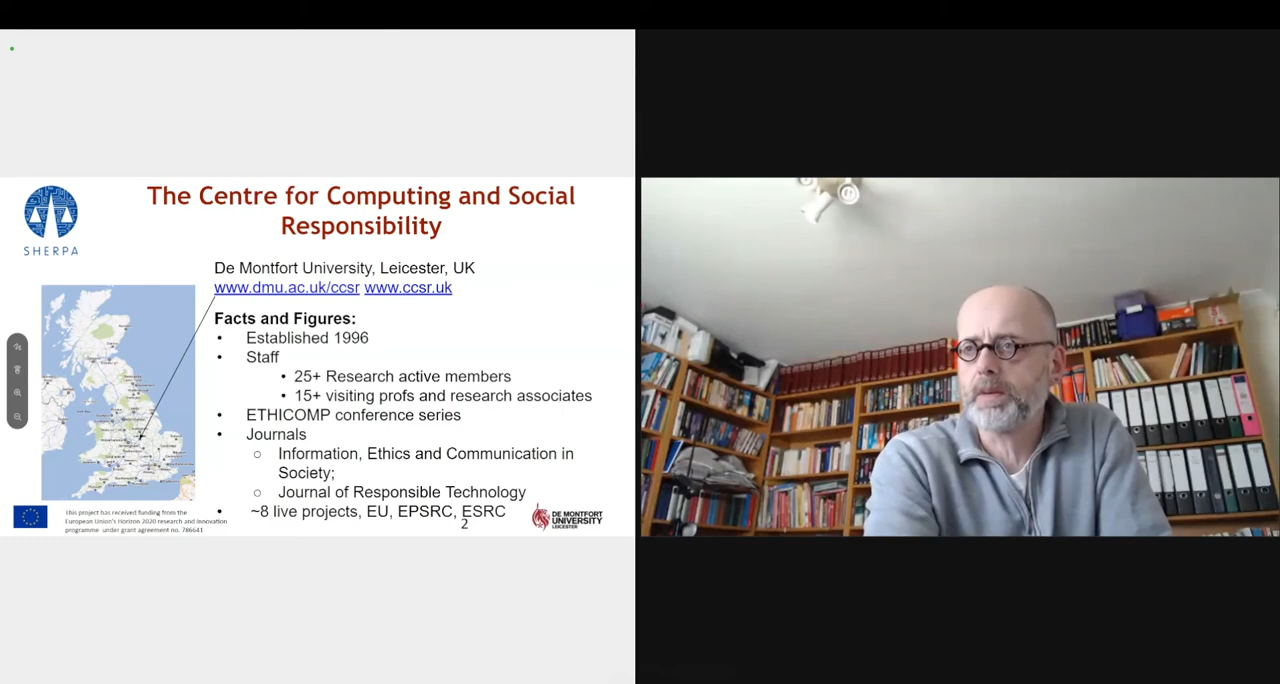 The Centre for Computing and Social
Responsibility
SHERPA
De Montfort University, Leicester, UK
www.dmu.ac.uk/ccsr www.ccsr.uk
Facts and Figures:
• Established 1996
• Staff
• 25+ Research active members
• 15+ visiting profs and research associates
• ETHICOMP conference series
• Journals
○ Information, Ethics and Communication in
Society;
○ Journal of Responsible Technology
• ~8 live projects, EU, EPSRC, ESRC
2
This project has received funding from the
European Union's Horizon 2020 research and innovation
programme under grant agreement no. 786641
DE MONTFORT
UNIVERSITY
LEICESTER